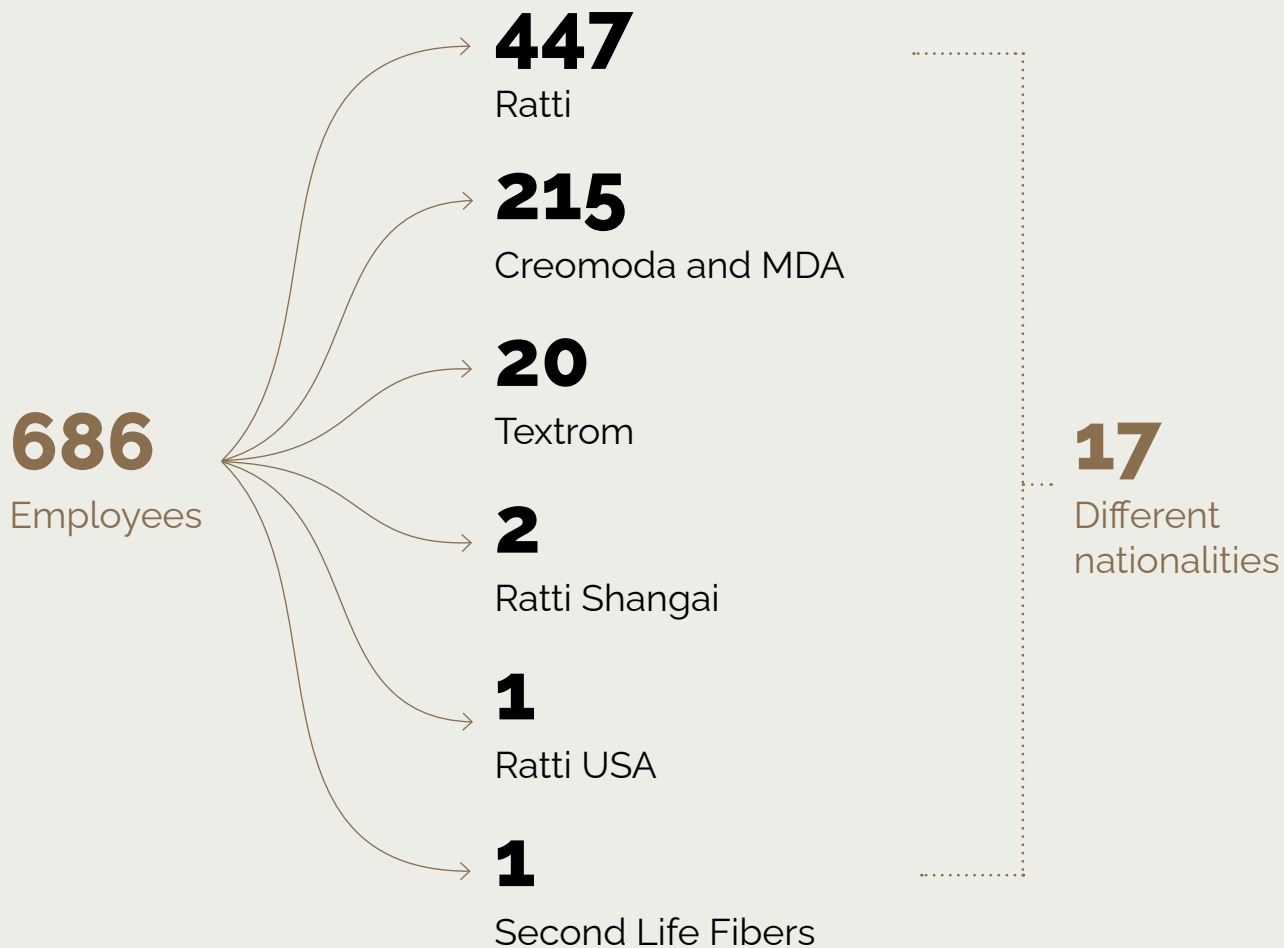 686
Employees
447
Ratti
215
Creomoda and MDA
20
Textrom
2
Ratti Shangai
1
Ratti USA
1
Second Life Fibers
17
Different
nationalities